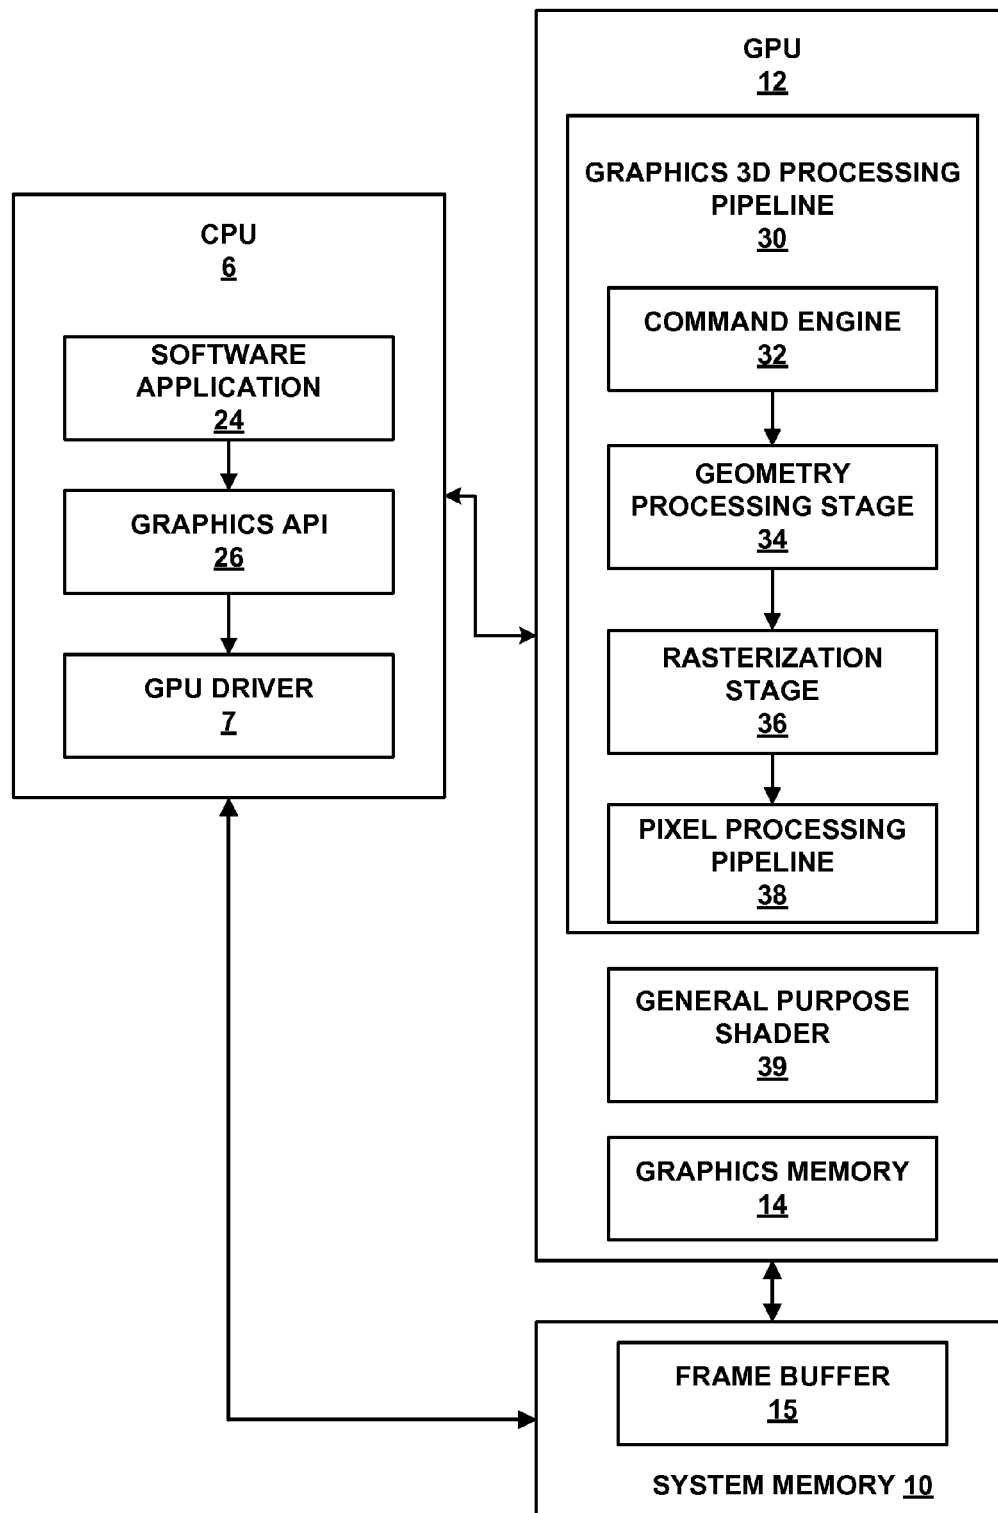 CPU
6
SOFTWARE
APPLICATION
24
GRAPHICS API
26
GPU DRIVER
7
GPU
12
GRAPHICS 3D PROCESSING
PIPELINE
30
COMMAND ENGINE
32
GEOMETRY
PROCESSING STAGE
34
RASTERIZATION
STAGE
36
PIXEL PROCESSING
PIPELINE
38
GENERAL PURPOSE
SHADER
39
GRAPHICS MEMORY
14
FRAME BUFFER
15
SYSTEM MEMORY 10